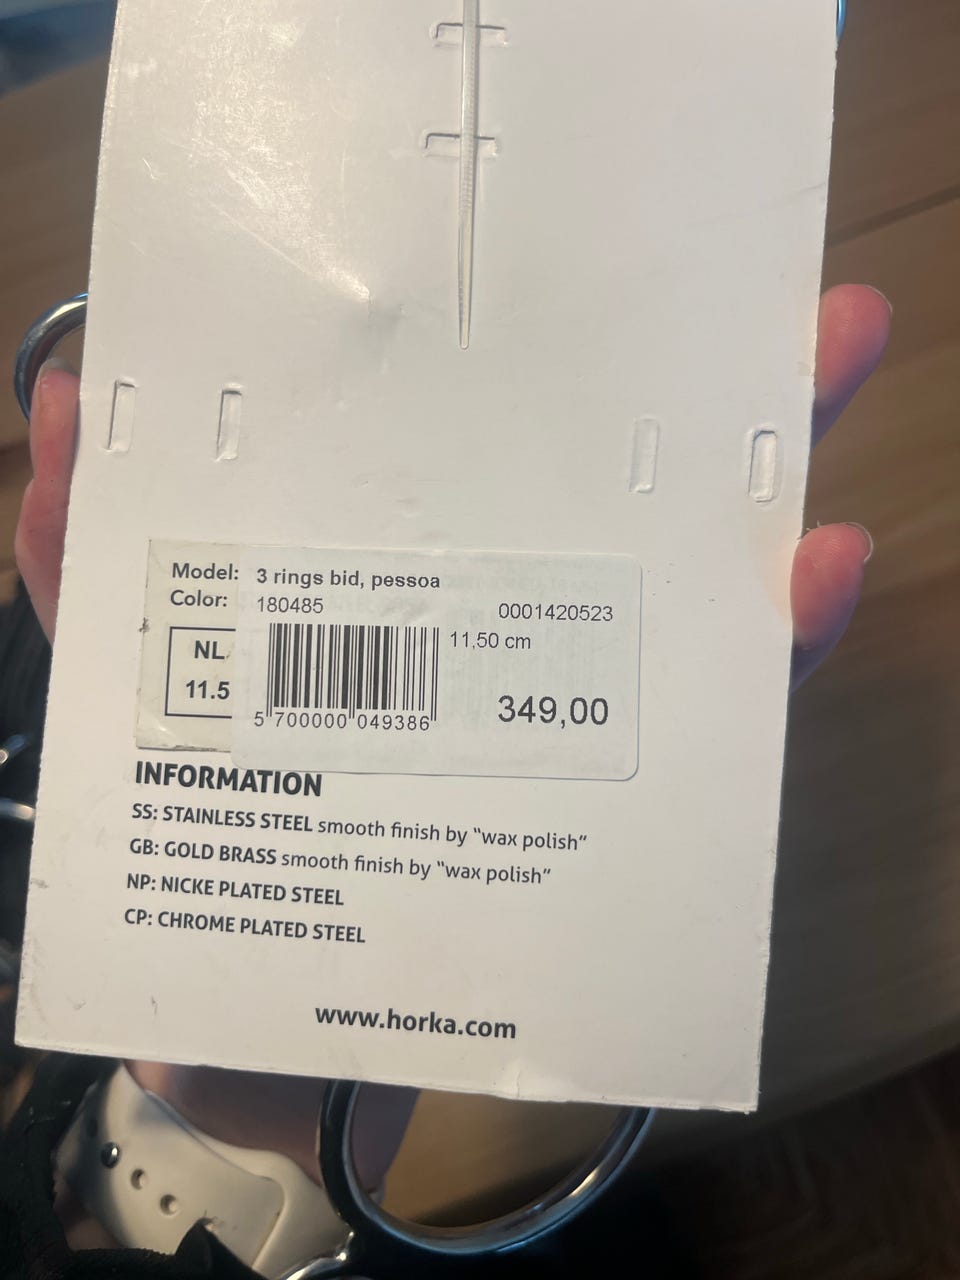 Model: 3 rings bid, pessoa
Color: 180485 0001420523
NL 11,50 cm
11.5 349,00
5 700000 049386
INFORMATION
SS: STAINLESS STEEL smooth finish by "wax polish"
GB: GOLD BRASS smooth finish by "wax polish"
NP: NICKE PLATED STEEL
CP: CHROME PLATED STEEL
www.horka.com